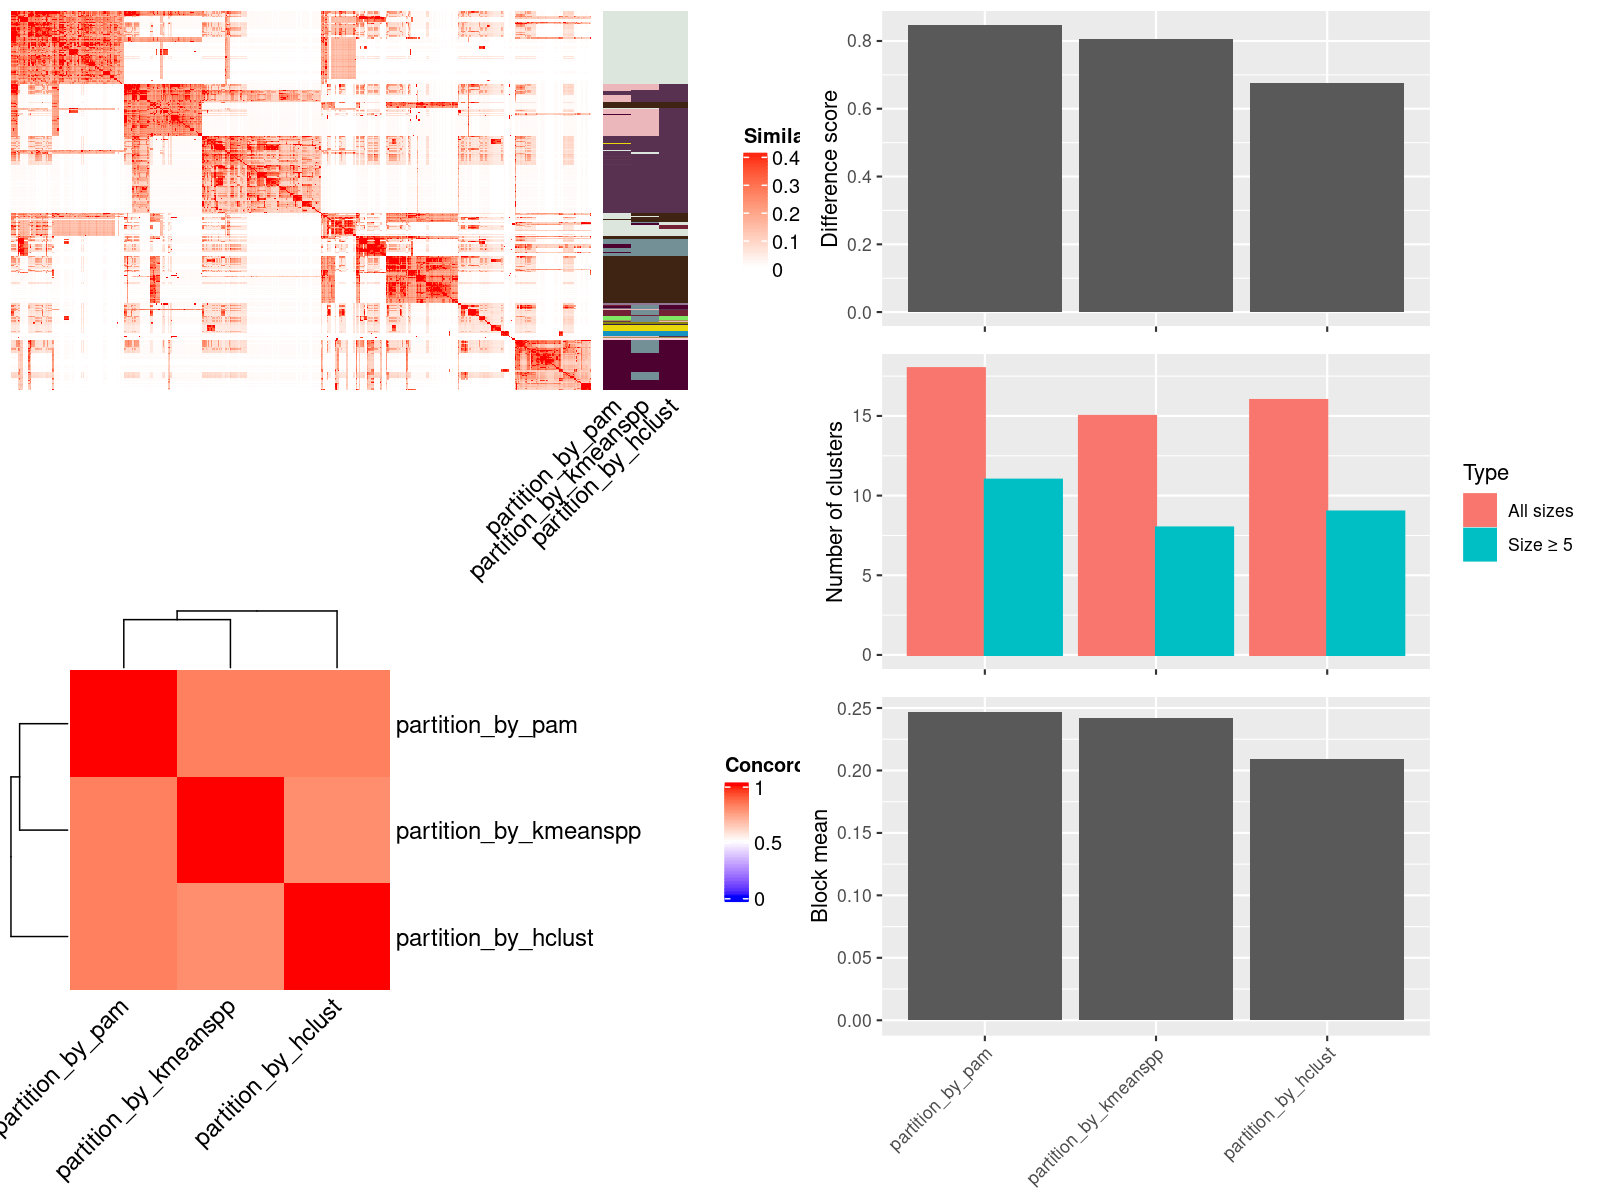 Simila
0.4
0.3
0.2
0.1
0
partition_by_pam
partition_by_kmeanspp
partition_by_hclust
partition_by_pam
partition_by_kmeanspp
partition_by_hclust
Concord
1
0.5
0
partition_by_pam
partition_by_kmeanspp
partition_by_hclust
Difference score
0.8
0.6
0.4
0.2
0.0
Number of clusters
15
10
5
0
Type
All sizes
Size ≥ 5
Block mean
0.25
0.20
0.15
0.10
0.05
0.00
partition_by_pam
partition_by_kmeanspp
partition_by_hclust